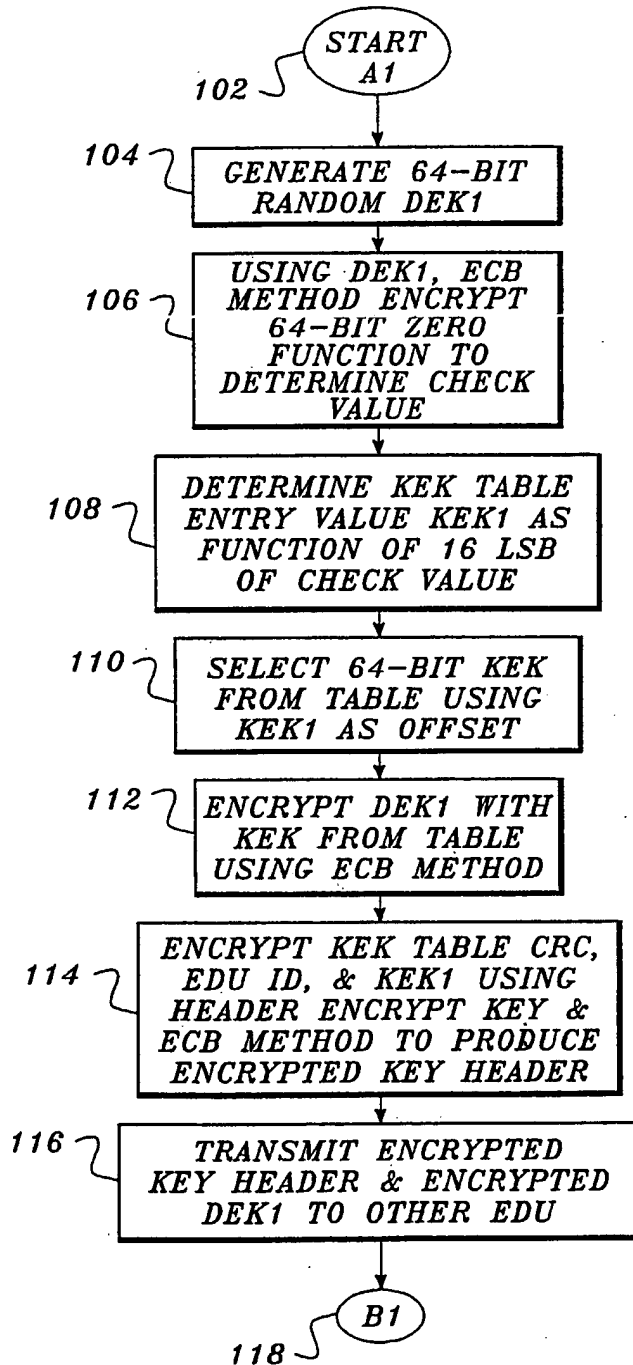 START
A1
102
104
GENERATE 64-BIT
RANDOM DEK1
106
USING DEK1, ECB
METHOD ENCRYPT
64-BIT ZERO
FUNCTION TO
DETERMINE CHECK
VALUE
108
DETERMINE KEK TABLE
ENTRY VALUE KEK1 AS
FUNCTION OF 16 LSB
OF CHECK VALUE
110
SELECT 64-BIT KEK
FROM TABLE USING
KEK1 AS OFFSET
112
ENCRYPT DEK1 WITH
KEK FROM TABLE
USING ECB METHOD
114
ENCRYPT KEK TABLE CRC,
EDU ID, & KEK1 USING
HEADER ENCRYPT KEY &
ECB METHOD TO PRODUCE
ENCRYPTED KEY HEADER
116
TRANSMIT ENCRYPTED
KEY HEADER & ENCRYPTED
DEK1 TO OTHER EDU
B1
118